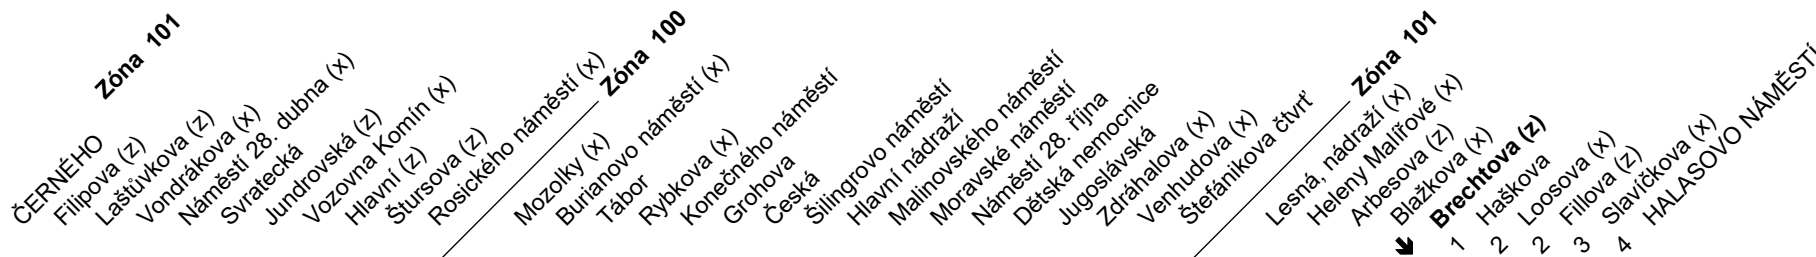 Zóna 101
ČERNÉHO
Filipova (z)
Laštůvkova (z)
Vondrákova (x)
Náměstí 28. dubna (x)
Svratecká
Jundrovská (z)
Vozovna Komín (x)
Hlavní (z)
Štursova (z)
Rosického náměstí (x)
Zóna 100
Mozolky (x)
Burianovo náměstí (x)
Tábor
Rybkova (x)
Konečného náměstí
Grohova
Česká
Šilingrovo náměstí
Hlavní nádraží
Malinovského náměstí
Moravské náměstí
Náměstí 28. října
Dětská nemocnice
Jugoslávská
Zdráhalova (x)
Venhudova (x)
Štefánikova čtvrť
Zóna 101
Lesná, nádraží (x)
Heleny Malířové (x)
Arbesova (z)
Blažkova (x)
Brechtova (z)
1 Haškova
2 Loosova (x)
2 Fillova (z)
3 Slavíčkova (x)
4 HALASOVO NÁMĚSTÍ